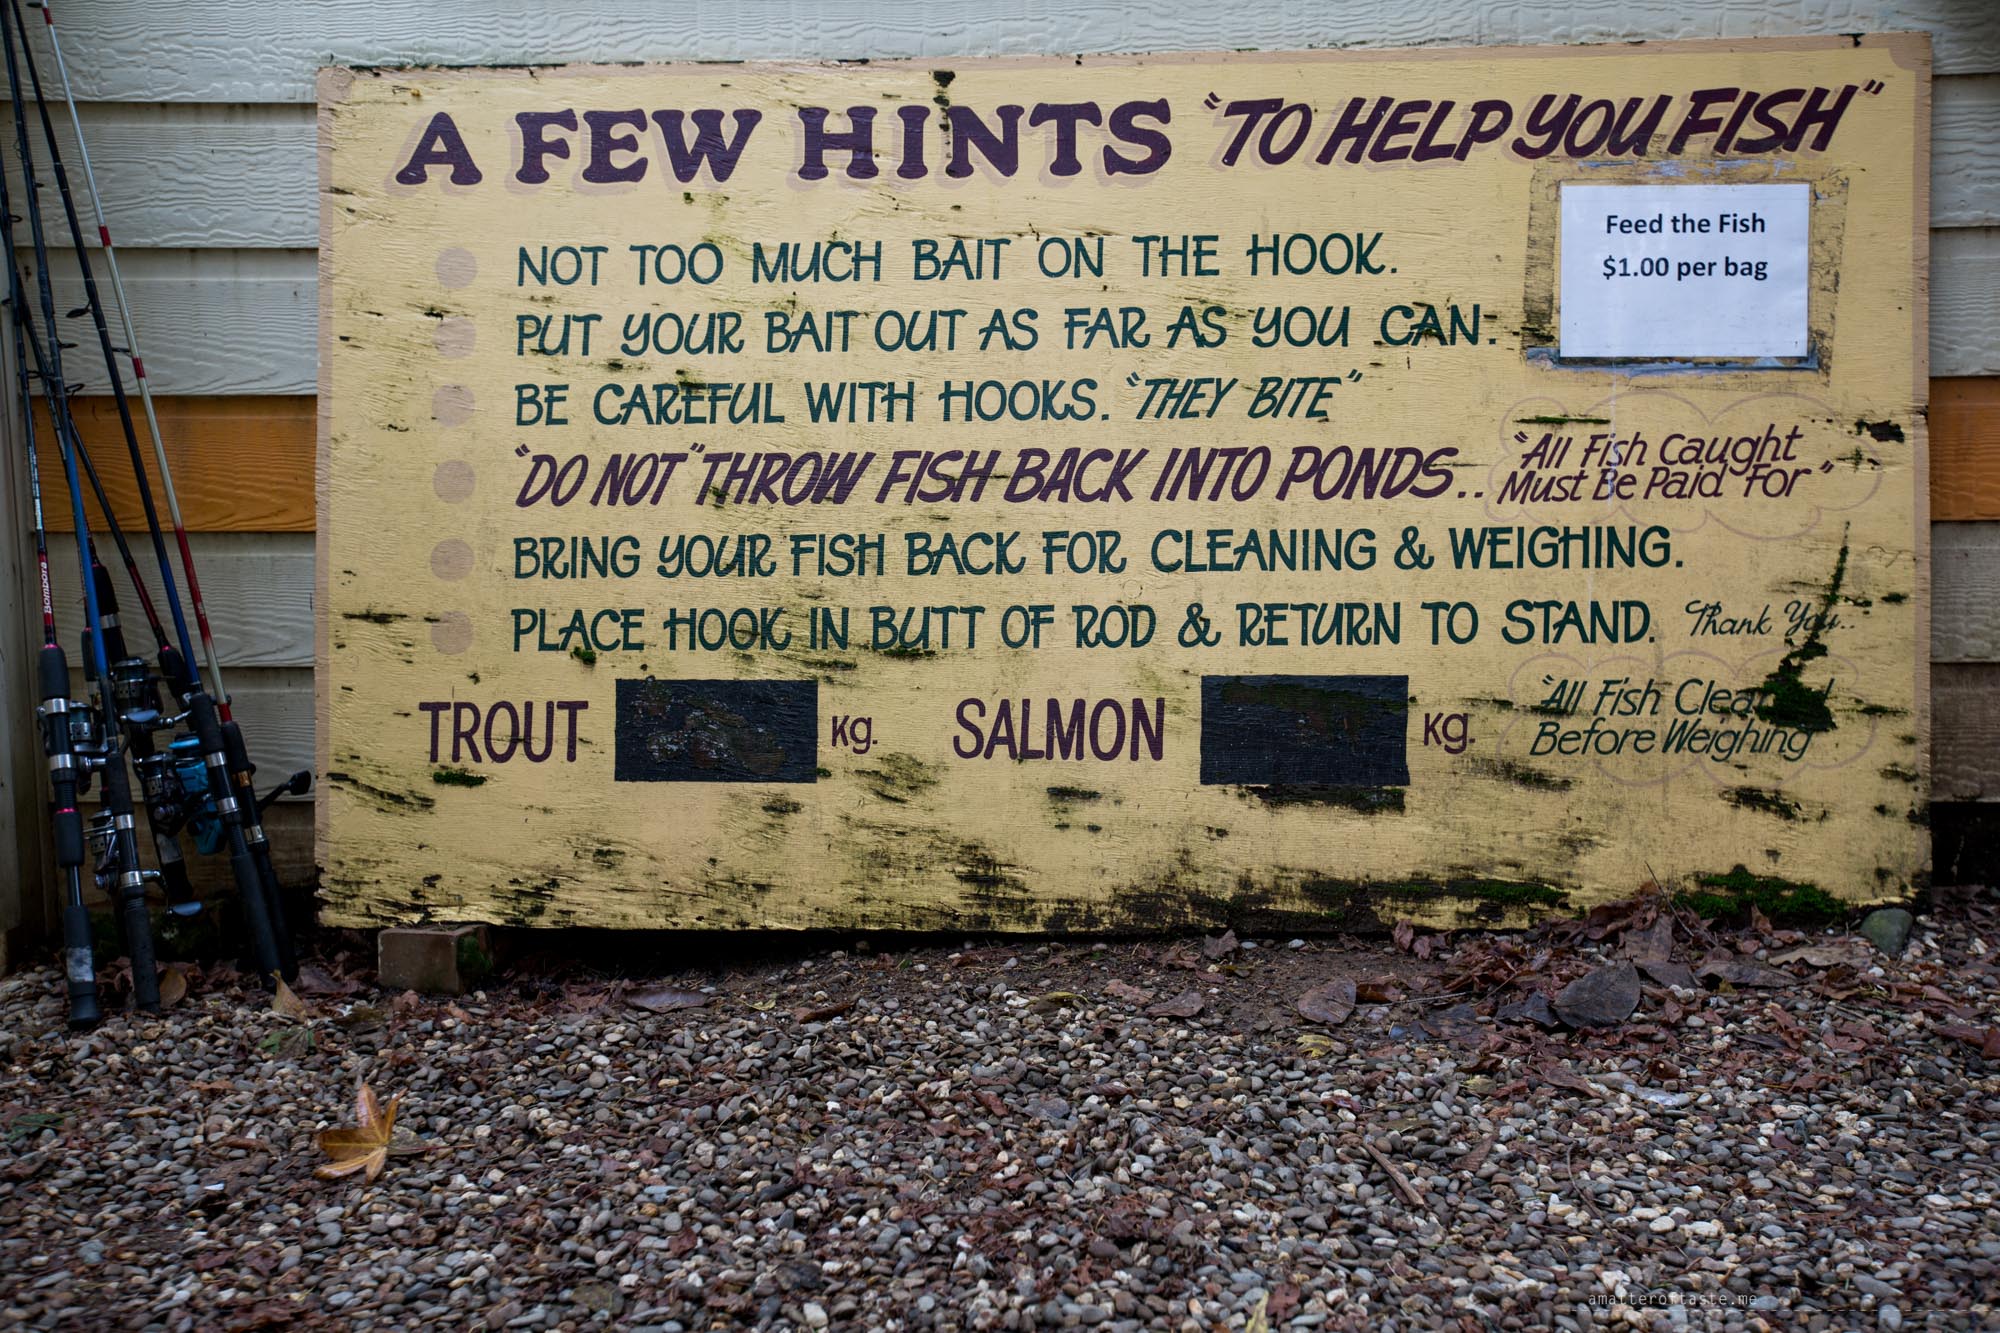 A FEW HINTS "TO HELP YOU FISH"
Feed the Fish
$1.00 per bag
NOT TOO MUCH BAIT ON THE HOOK.
PUT YOUR BAIT OUT AS FAR AS YOU CAN.
BE CAREFUL WITH HOOKS. "THEY BITE"
"DO NOT" THROW FISH BACK INTO PONDS..
"All Fish Caught
Must Be Paid For"
BRING YOUR FISH BACK FOR CLEANING & WEIGHING.
PLACE HOOK IN BUTT OF ROD & RETURN TO STAND. Thank You..
TROUT Kg. SALMON Kg.
"All Fish
Before Weighing
Bombora
amatteroftaste.me